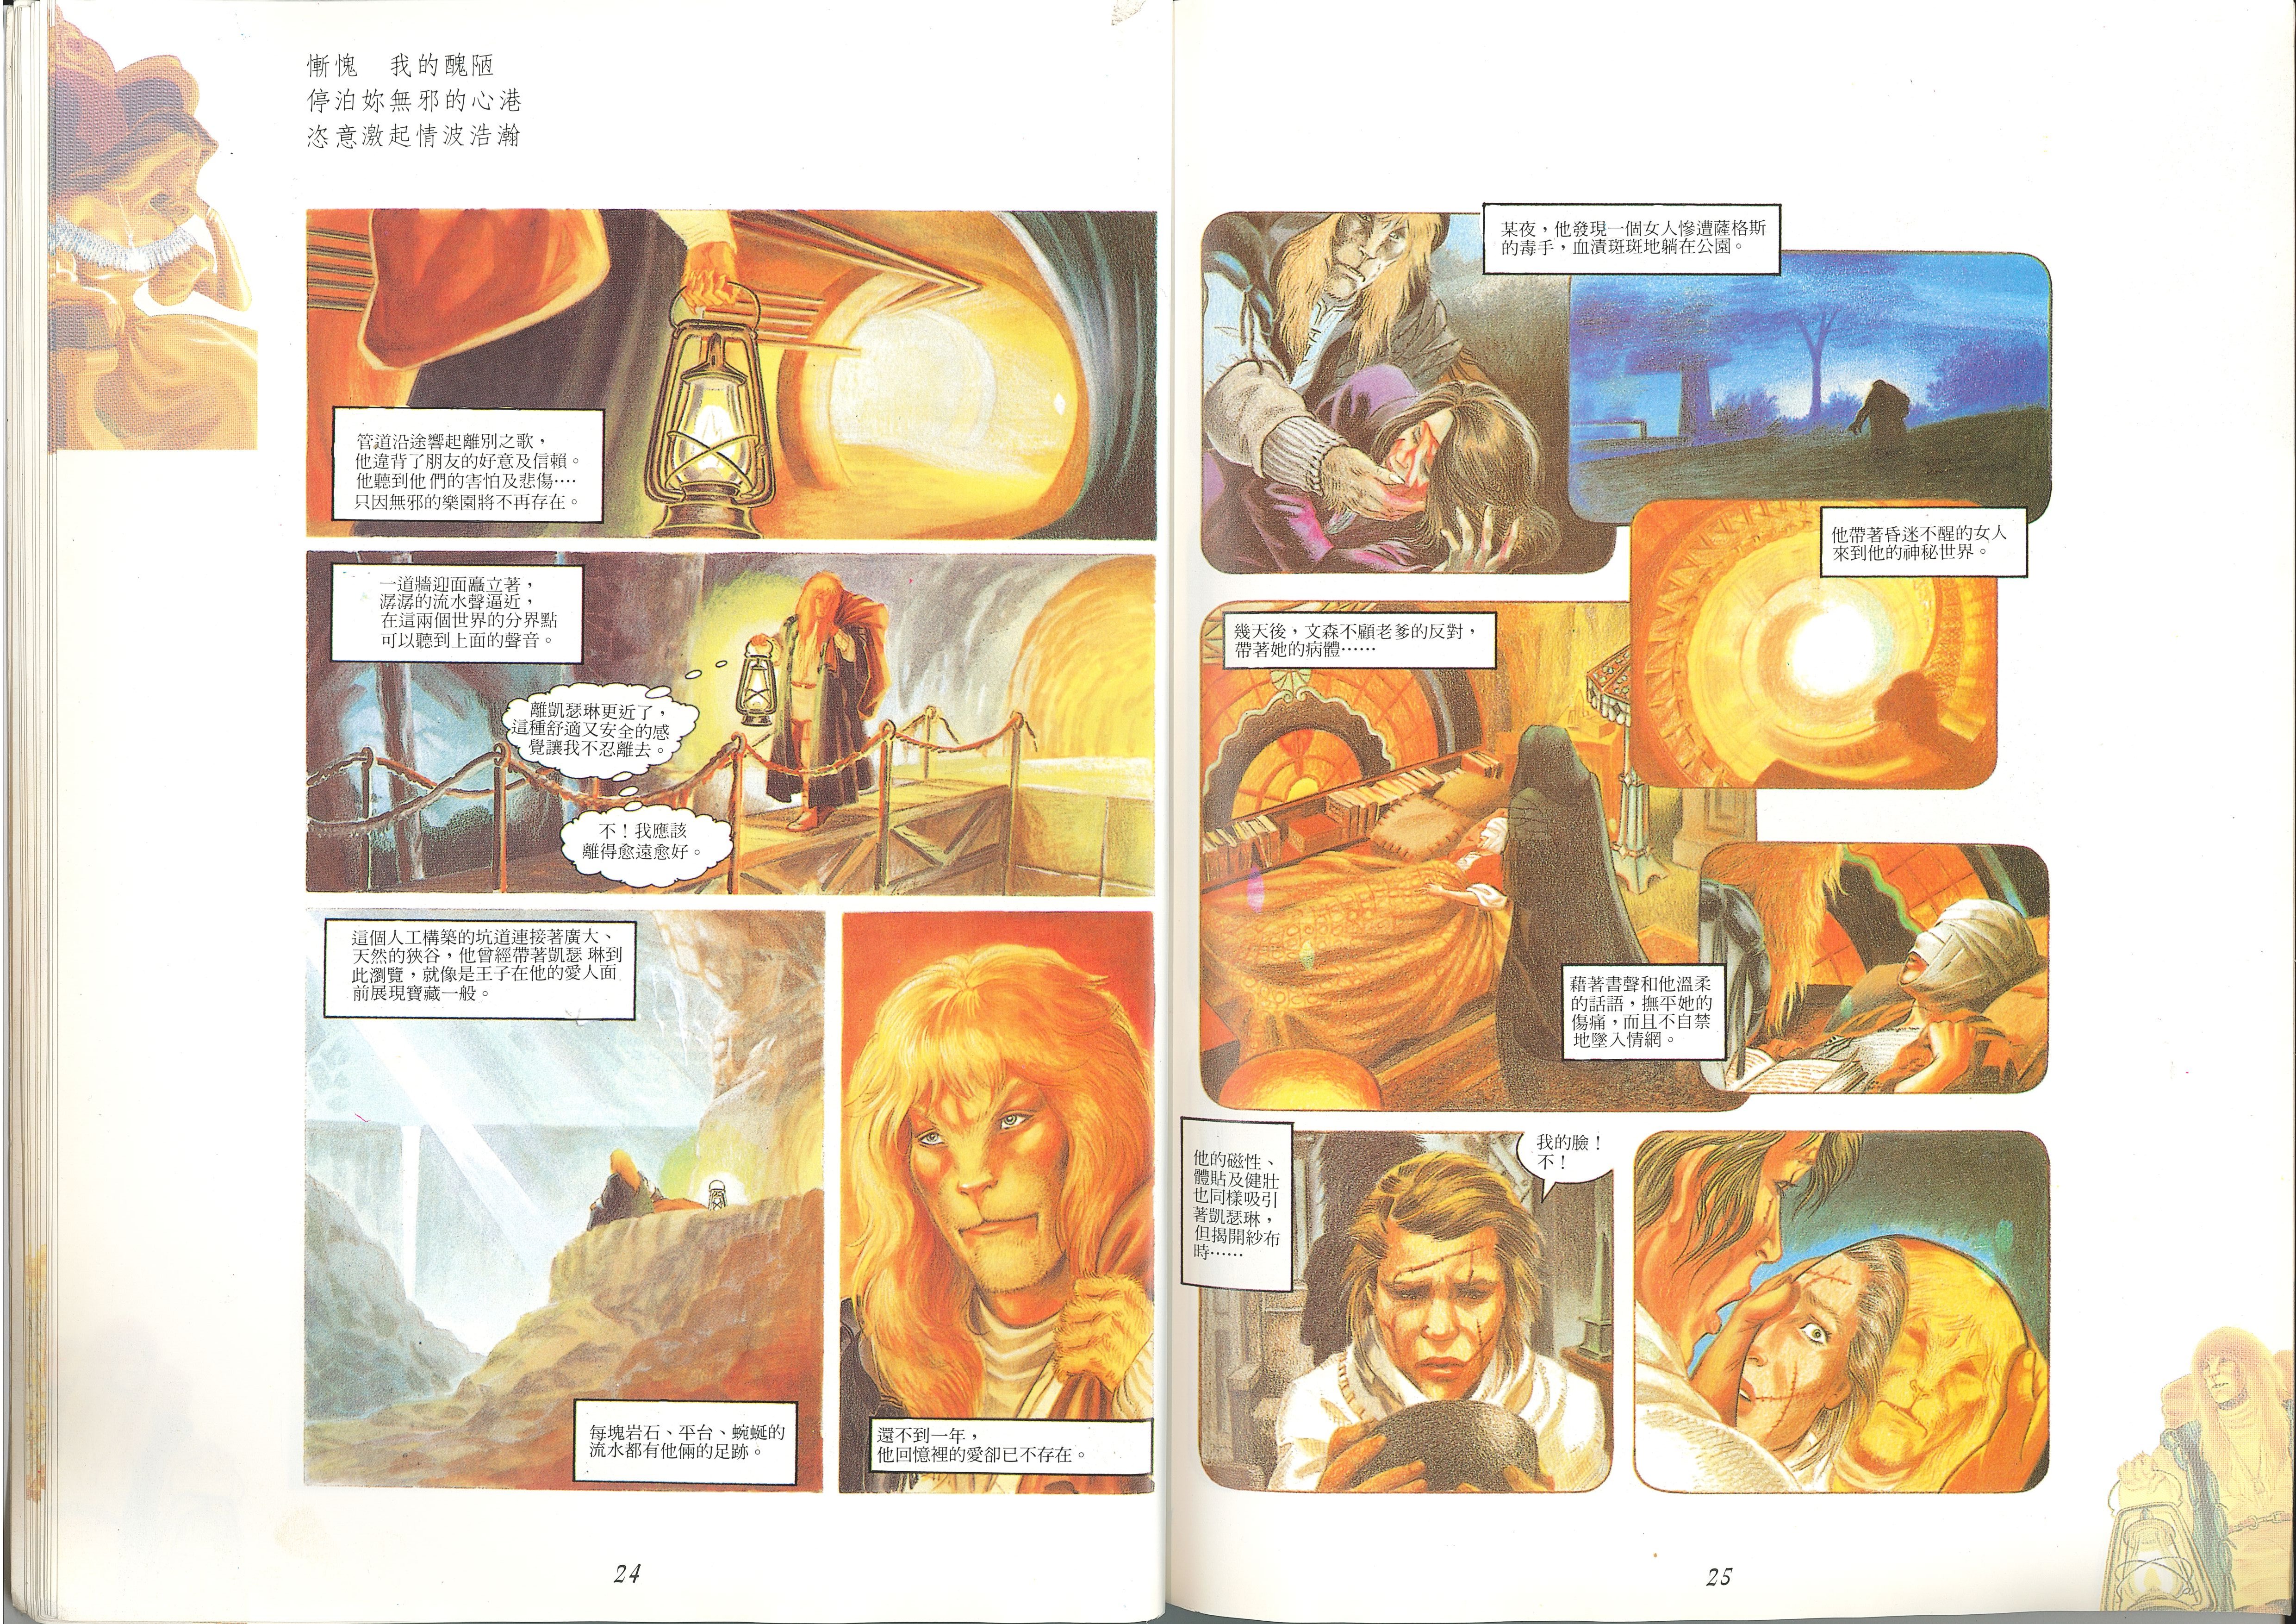 慚愧　我的醜陋
停泊妳無邪的心港
恣意激起情波浩瀚
管道沿途響起離別之歌，
他違背了朋友的好意及信賴。
他聽到他們的害怕及悲傷‥‥
只因無邪的樂園將不再存在。
一道牆迎面矗立著，
潺潺的流水聲逼近，
在這兩個世界的分界點
可以聽到上面的聲音。
離凱瑟琳更近了，
這種舒適又安全的感
覺讓我不忍離去。
不！我應該
離得愈遠愈好。
這個人工構築的坑道連接著廣大、
天然的狹谷，他曾經帶著凱瑟琳到
此瀏覽，就像是王子在他的愛人面
前展現寶藏一般。
每塊岩石、平台、蜿蜒的
流水都有他倆的足跡。
還不到一年，
他回憶裡的愛卻已不存在。
24
某夜，他發現一個女人慘遭薩格斯
的毒手，血漬斑斑地躺在公園。
他帶著昏迷不醒的女人
來到他的神秘世界。
幾天後，文森不顧老爹的反對，
帶著她的病體……
藉著書聲和他溫柔
的話語，撫平她的
傷痛，而且不自禁
地墜入情網。
他的磁性、
體貼及健壯
也同樣吸引
著凱瑟琳，
但揭開紗布
時……
我的臉！
不！
25